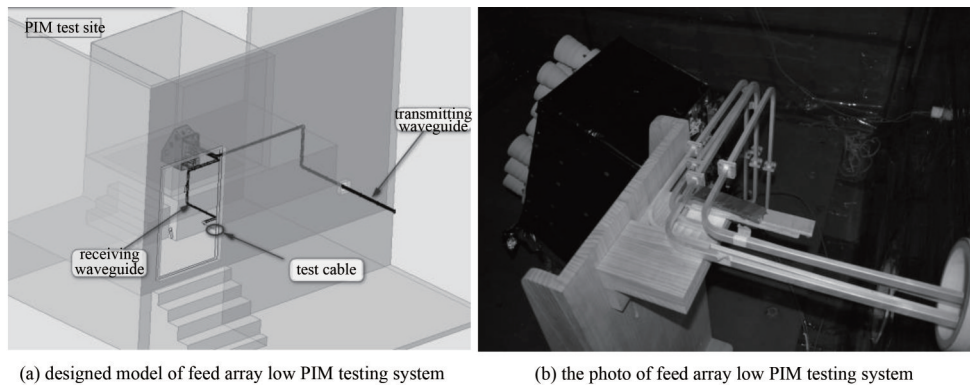 PIM test site
transmitting
waveguide
receiving
waveguide
test cable
(a) designed model of feed array low PIM testing system
(b) the photo of feed array low PIM testing system